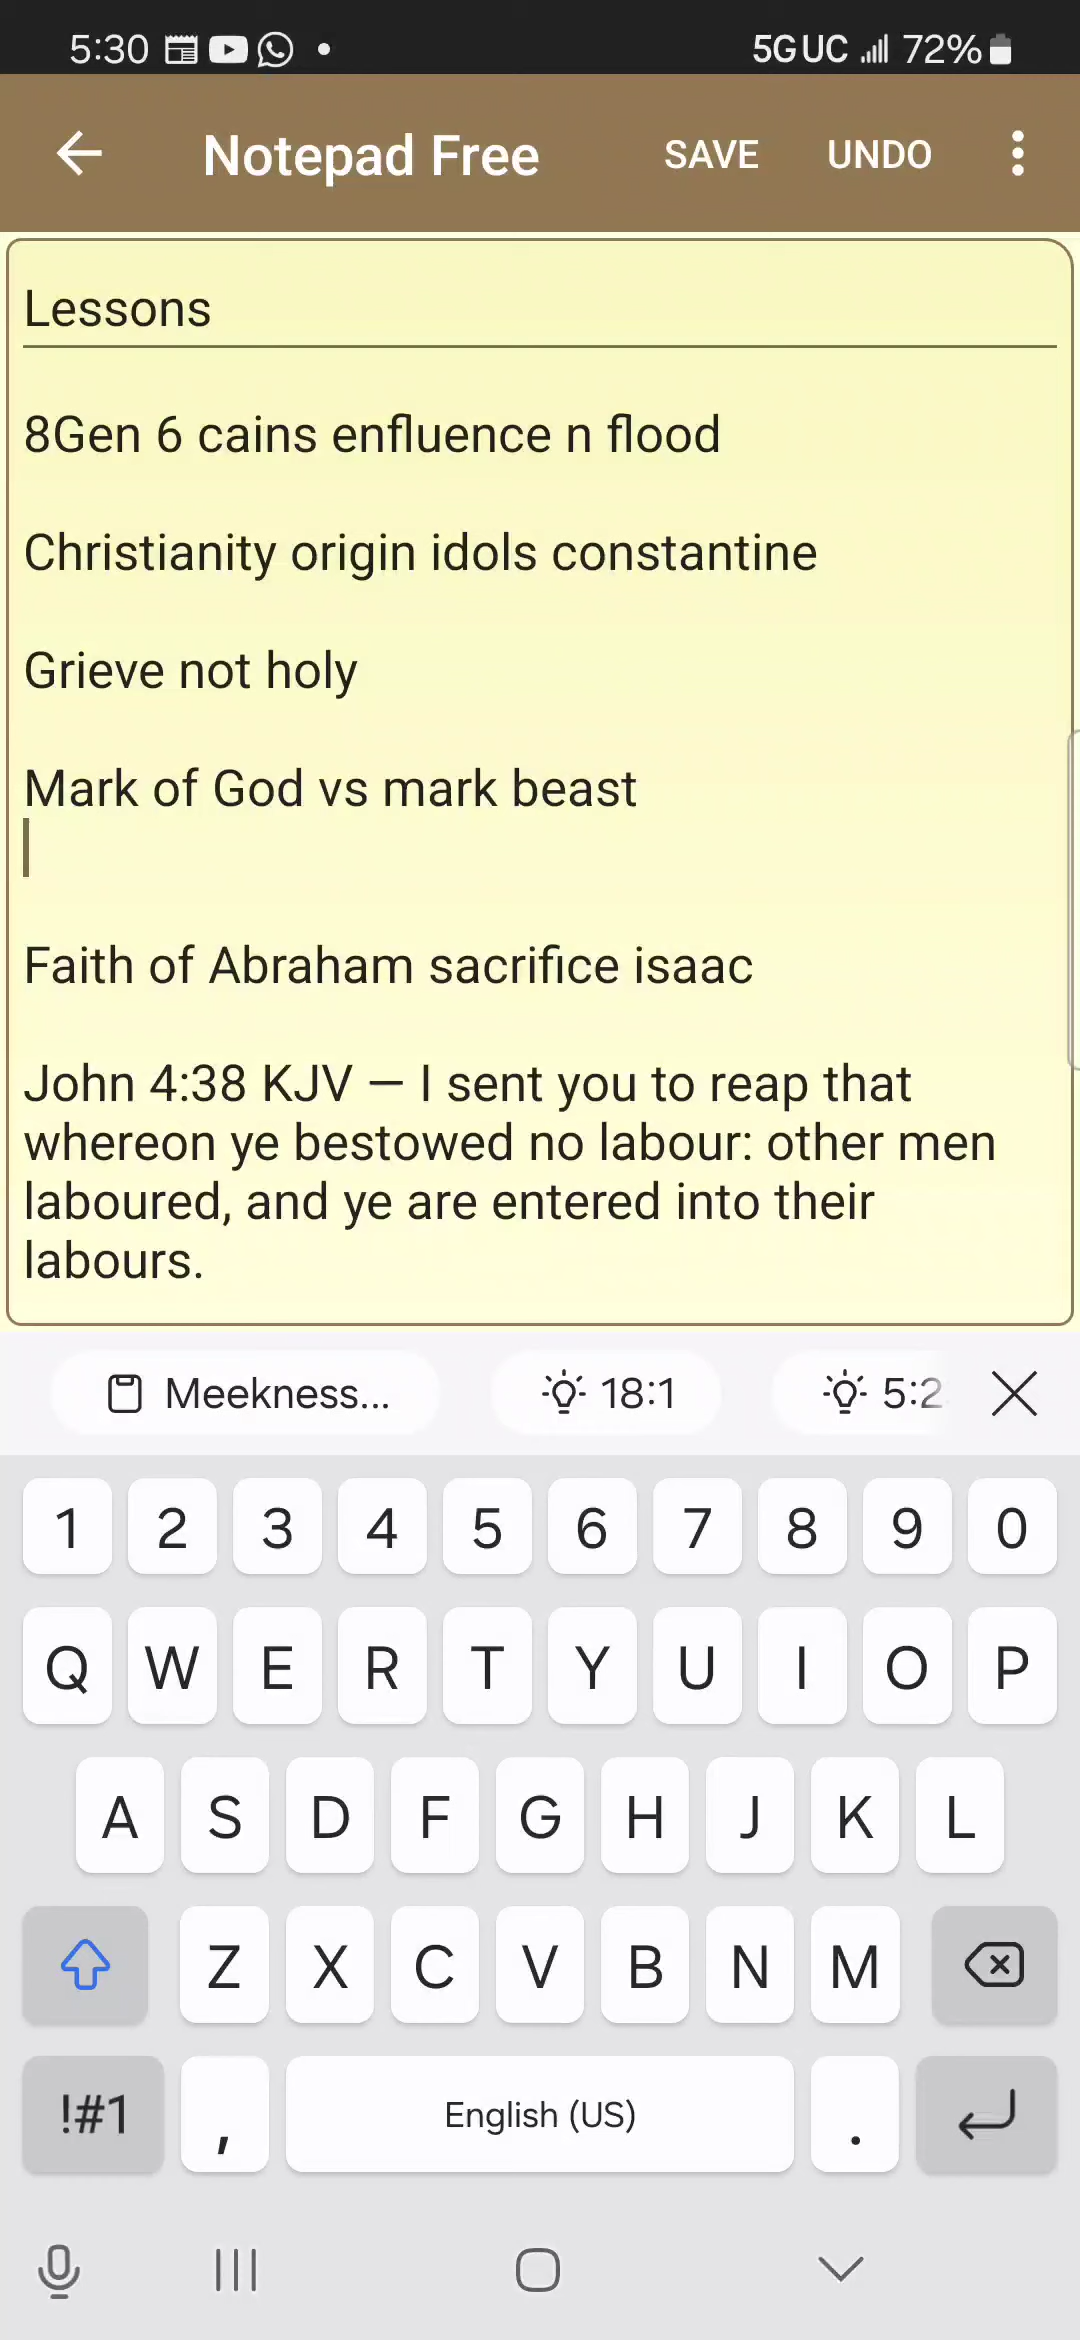 5:30 5G UC 72%
Notepad Free SAVE UNDO
Lessons
8Gen 6 cains enfluence n flood
Christianity origin idols constantine
Grieve not holy
Mark of God vs mark beast
Faith of Abraham sacrifice isaac
John 4:38 KJV — I sent you to reap that
whereon ye bestowed no labour: other men
laboured, and ye are entered into their
labours.
Meekness... 18:1 5:2
1 2 3 4 5 6 7 8 9 0
Q W E R T Y U I O P
A S D F G H J K L
Z X C V B N M
!#1 , English (US) .